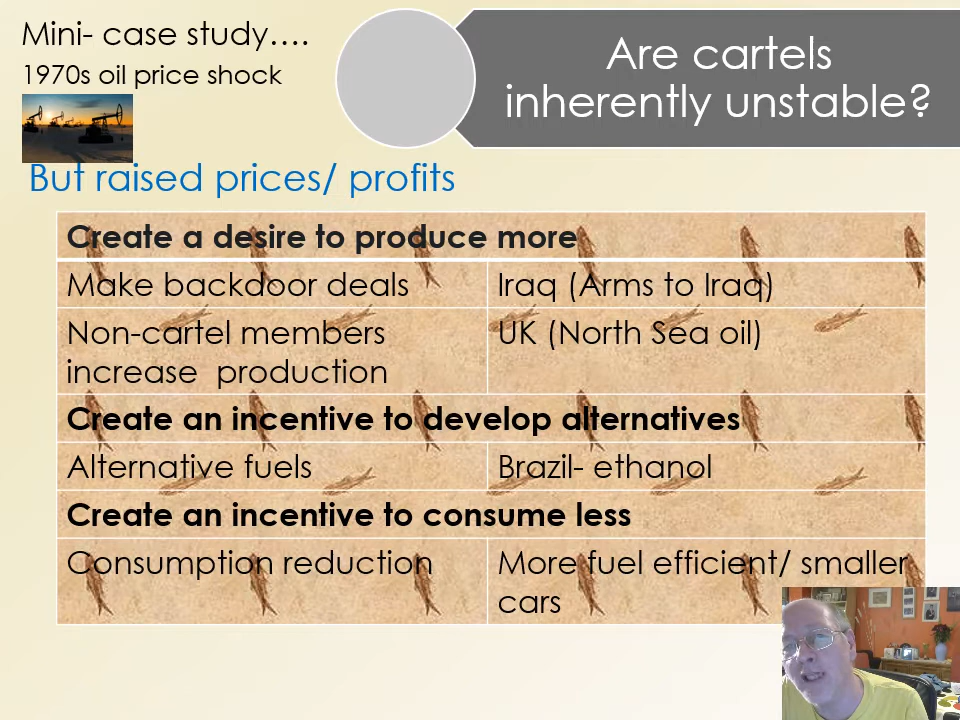 Mini- case study….
1970s oil price shock
Are cartels
inherently unstable?
But raised prices/ profits
Create a desire to produce more
Make backdoor deals
Iraq (Arms to Iraq)
Non-cartel members
increase  production
UK (North Sea oil)
Create an incentive to develop alternatives
Alternative fuels
Brazil- ethanol
Create an incentive to consume less
Consumption reduction
More fuel efficient/ smaller
cars